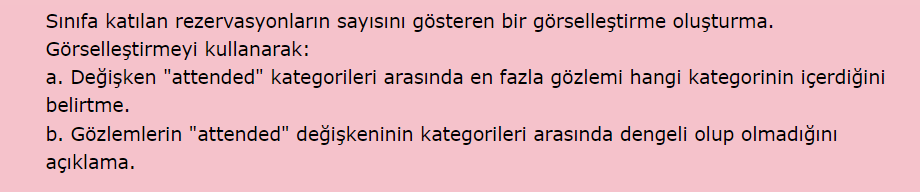 Sınıfa katılan rezervasyonların sayısını gösteren bir görselleştirme oluşturma.
Görselleştirmeyi kullanarak:
a. Değişken "attended" kategorileri arasında en fazla gözlemi hangi kategorinin içerdiğini
belirtme.
b. Gözlemlerin "attended" değişkeninin kategorileri arasında dengeli olup olmadığını
açıklama.